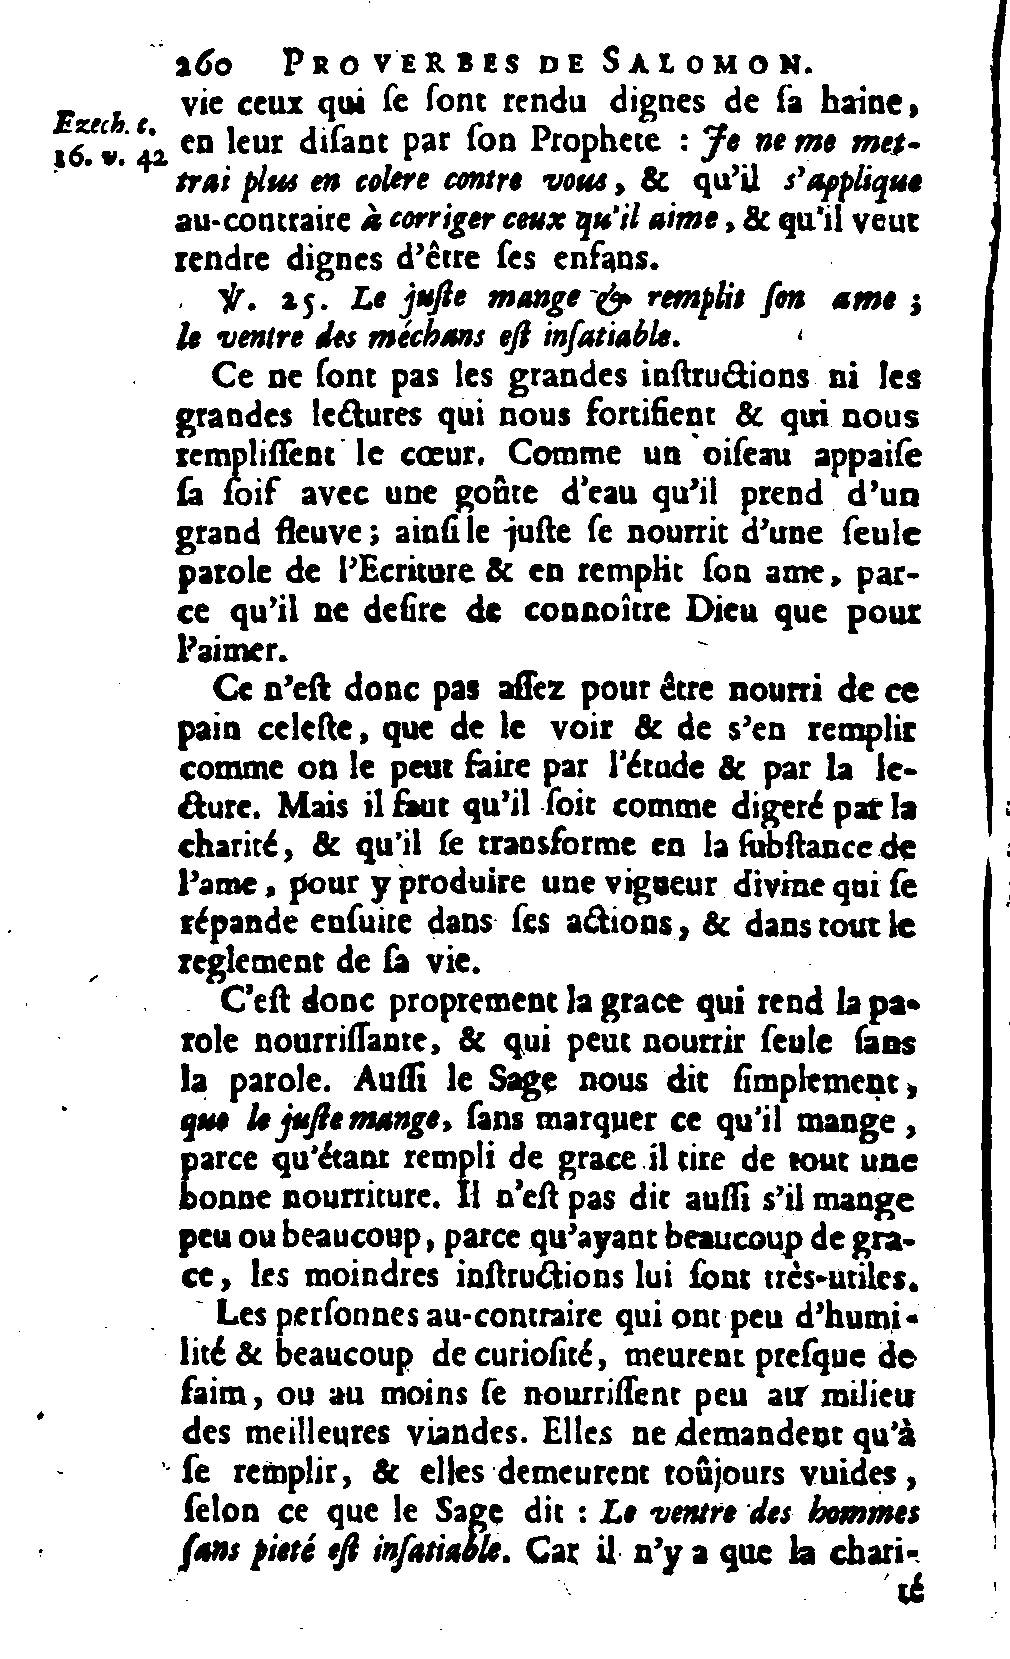 260 PROVERBES DE SALOMON.
vie ceux qui ſe ſont rendu dignes de ſa haine,
Ezech. c.
16. v. 42
en leur diſant par ſon Prophete : Je ne me met-
trai plus en colere contre vous, & qu'il s'applique
au-contraire à corriger ceux qu'il aime, & qu'il veut
rendre dignes d'être ſes enfans.
℣. 25. Le juſte mange & remplit ſon ame ;
le ventre des méchans eſt inſatiable.
Ce ne ſont pas les grandes inſtructions ni les
grandes lectures qui nous fortifient & qui nous
rempliſſent le cœur. Comme un oiſeau appaiſe
ſa ſoif avec une goûte d'eau qu'il prend d'un
grand fleuve ; ainſi le juſte ſe nourrit d'une ſeule
parole de l'Ecriture & en remplit ſon ame, par-
ce qu'il ne deſire de connoître Dieu que pour
l'aimer.
Ce n'eſt donc pas aſſez pour être nourri de ce
pain celeſte, que de le voir & de s'en remplir
comme on le peut faire par l'étude & par la le-
cture. Mais il faut qu'il ſoit comme digeré par la
charité, & qu'il ſe transforme en la ſubſtance de
l'ame, pour y produire une vigueur divine qui ſe
répande enſuite dans ſes actions, & dans tout le
reglement de ſa vie.
C'eſt donc proprement la grace qui rend la pa-
role nourriſſante, & qui peut nourrir ſeule ſans
la parole. Auſſi le Sage nous dit ſimplement,
que le juſte mange, ſans marquer ce qu'il mange,
parce qu'étant rempli de grace il tire de tout une
bonne nourriture. Il n'eſt pas dit auſſi s'il mange
peu ou beaucoup, parce qu'ayant beaucoup de gra-
ce, les moindres inſtructions lui ſont très-utiles.
Les perſonnes au-contraire qui ont peu d'humi-
lité & beaucoup de curioſité, meurent preſque de
faim, ou au moins ſe nourriſſent peu au milieu
des meilleures viandes. Elles ne demandent qu'à
ſe remplir, & elles demeurent toûjours vuides,
ſelon ce que le Sage dit : Le ventre des hommes
ſans pieté eſt inſatiable. Car il n'y a que la chari-
té